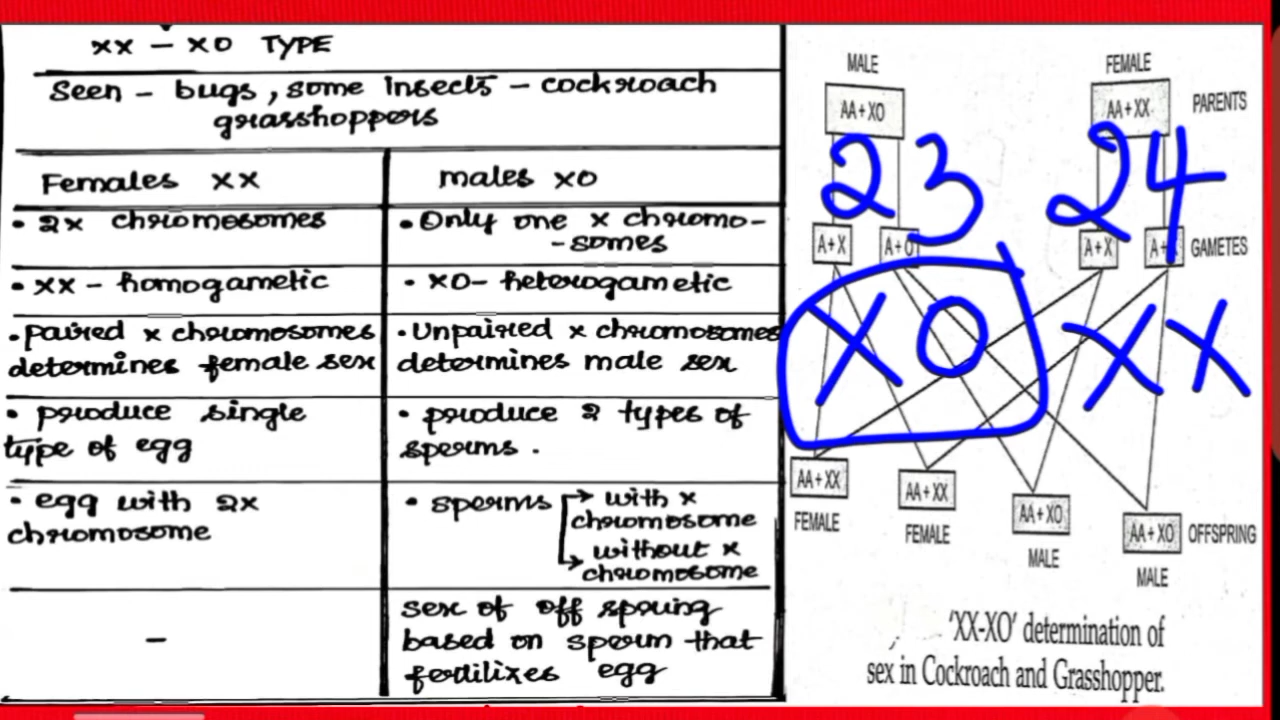 XX - XO TYPE
Seen - bugs, some insects - cockroach
grasshoppers
Females XX
males XO
• 2x chromosomes
• Only one x chromo-
-somes
• XX - homogametic
• XO- heterogametic
• paired x chromosomes
determines female sex
• Unpaired x chromosomes
determines male sex
• produce single
type of egg
• produce 2 types of
sperms.
• egg with 2x
chromosome
• sperms → with x
chromosome
→ without x
chromosome
-
sex of off spring
based on sperm that
fertilizes egg
MALE
FEMALE
AA + XO
AA + XX
PARENTS
23
24
A + X
A + O
A + X
A + X
GAMETES
XO
XX
AA + XX
AA + XX
AA + XO
AA + XO
OFFSPRING
FEMALE
FEMALE
MALE
MALE
'XX-XO' determination of
sex in Cockroach and Grasshopper.